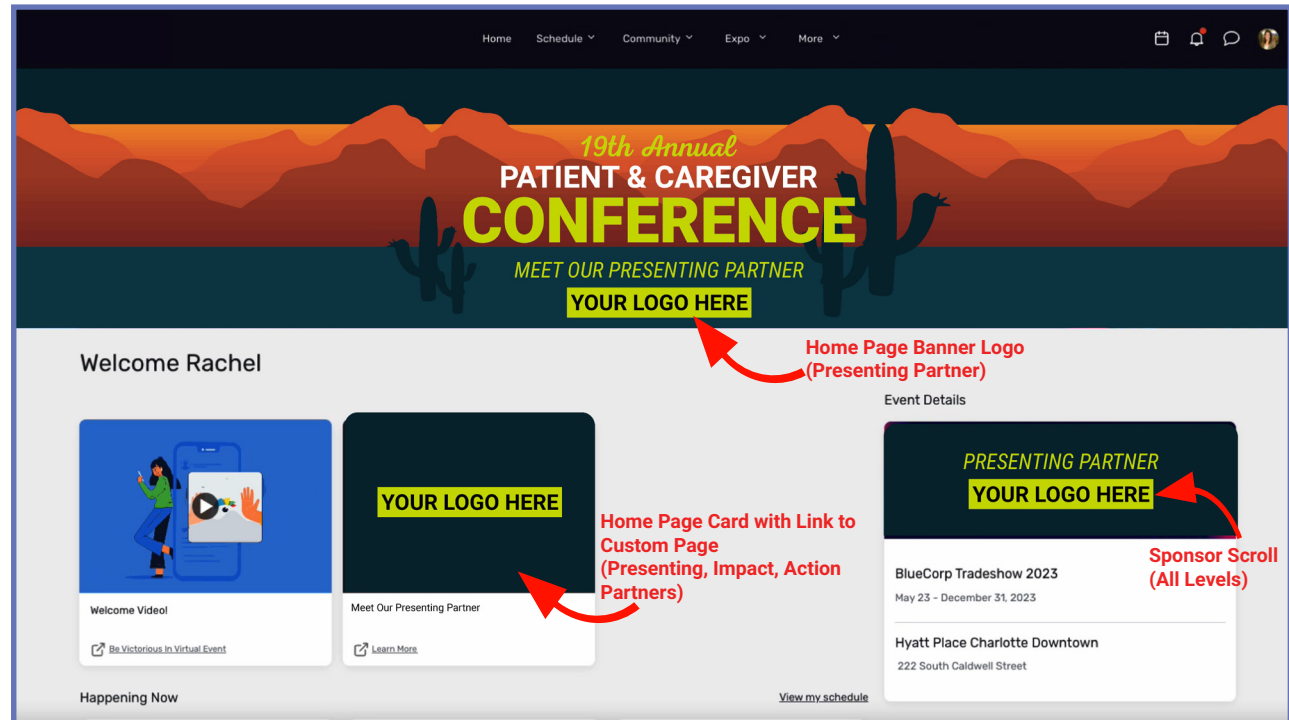 Home Schedule Community Expo More
19th Annual
PATIENT & CAREGIVER
CONFERENCE
MEET OUR PRESENTING PARTNER
YOUR LOGO HERE
Home Page Banner Logo
(Presenting Partner)
Welcome Rachel
YOUR LOGO HERE
Home Page Card with Link to
Custom Page
(Presenting, Impact, Action
Partners)
Welcome Video!
Be Victorious In Virtual Event
Meet Our Presenting Partner
Learn More
Event Details
PRESENTING PARTNER
YOUR LOGO HERE
Sponsor Scroll
(All Levels)
BlueCorp Tradeshow 2023
May 23 - December 31, 2023
Hyatt Place Charlotte Downtown
222 South Caldwell Street
Happening Now
View my schedule